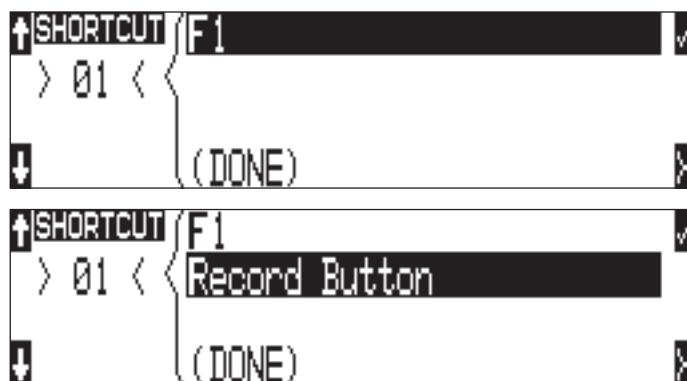 SHORTCUT F1
> 01 <
(DONE)
SHORTCUT F1
> 01 < Record Button
(DONE)